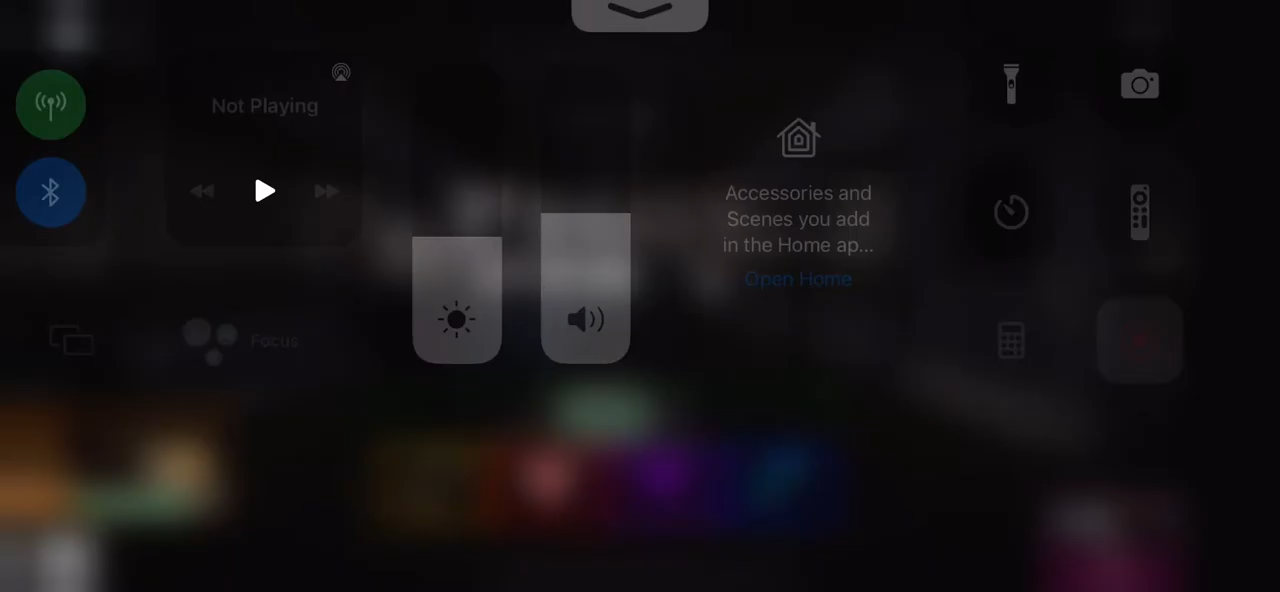 Not Playing
Accessories and
Scenes you add
in the Home ap...
Open Home
Focus